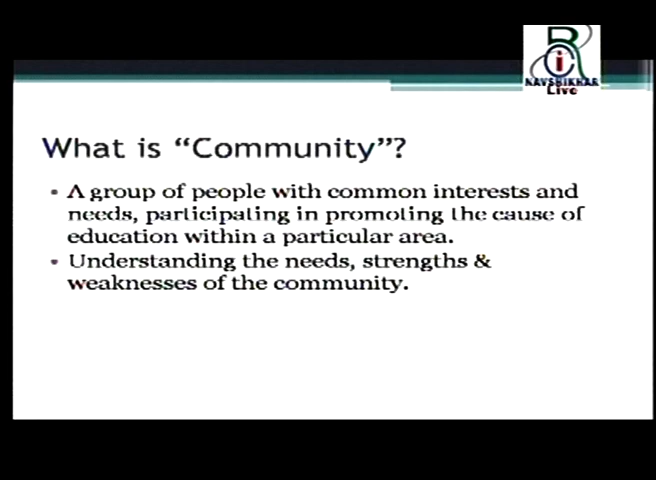 R
i
NAVSHIKHAR
Live
What is “Community”?
• A group of people with common interests and
needs, participating in promoting the cause of
education within a particular area.
• Understanding the needs, strengths &
weaknesses of the community.